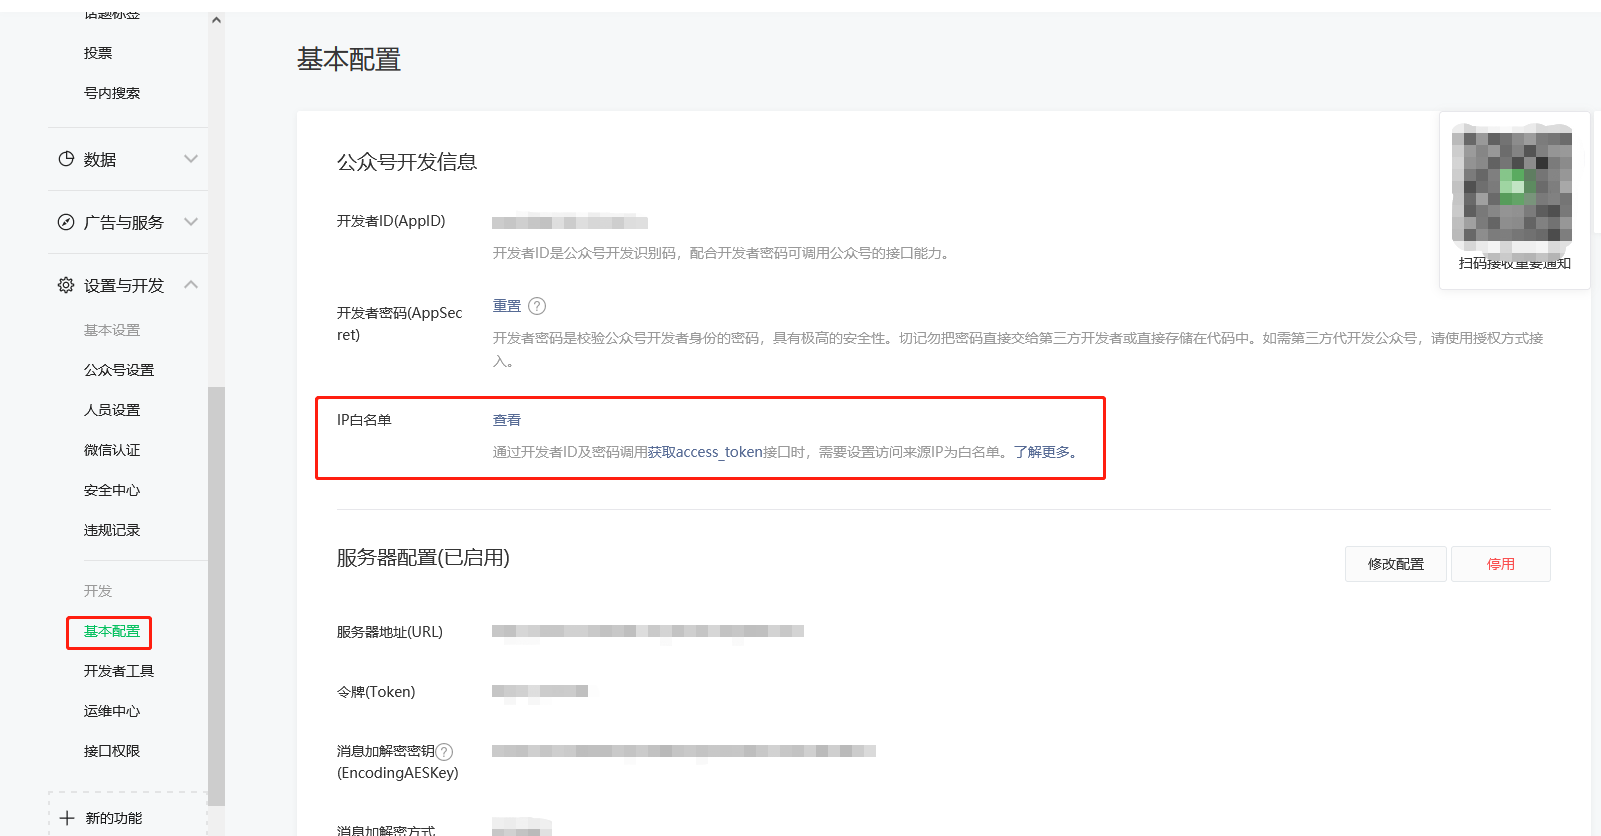 话题标签
投票
号内搜索
数据
广告与服务
设置与开发
基本设置
公众号设置
人员设置
微信认证
安全中心
违规记录
开发
基本配置
开发者工具
运维中心
接口权限
新的功能
基本配置
公众号开发信息
开发者ID(AppID)
开发者ID是公众号开发识别码，配合开发者密码可调用公众号的接口能力。
开发者密码(AppSec
ret)
重置 ?
开发者密码是校验公众号开发者身份的密码，具有极高的安全性。切记勿把密码直接交给第三方开发者或直接存储在代码中。如需第三方代开发公众号，请使用授权方式接
入。
IP白名单 查看
通过开发者ID及密码调用获取access_token接口时，需要设置访问来源IP为白名单。了解更多。
服务器配置(已启用)
修改配置 停用
服务器地址(URL)
令牌(Token)
消息加解密密钥 ?
(EncodingAESKey)
消息加解密方式
扫码接收重要通知